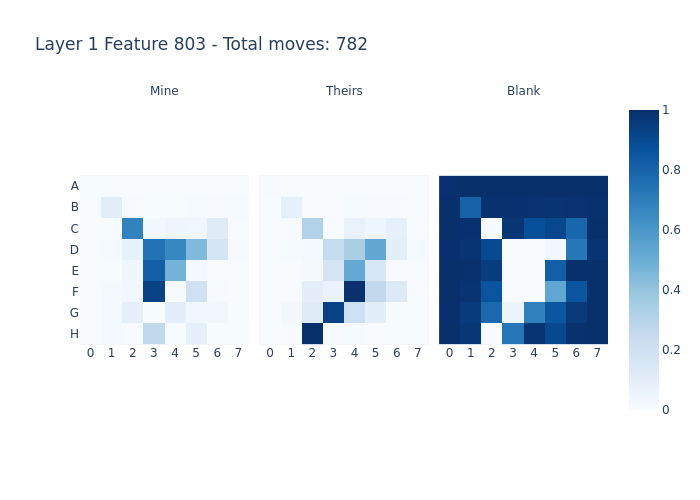 Layer 1 Feature 803 - Total moves: 782
Mine Theirs Blank
A
B
C
D
E
F
G
H
0 1 2 3 4 5 6 7 0 1 2 3 4 5 6 7 0 1 2 3 4 5 6 7
1
0.8
0.6
0.4
0.2
0